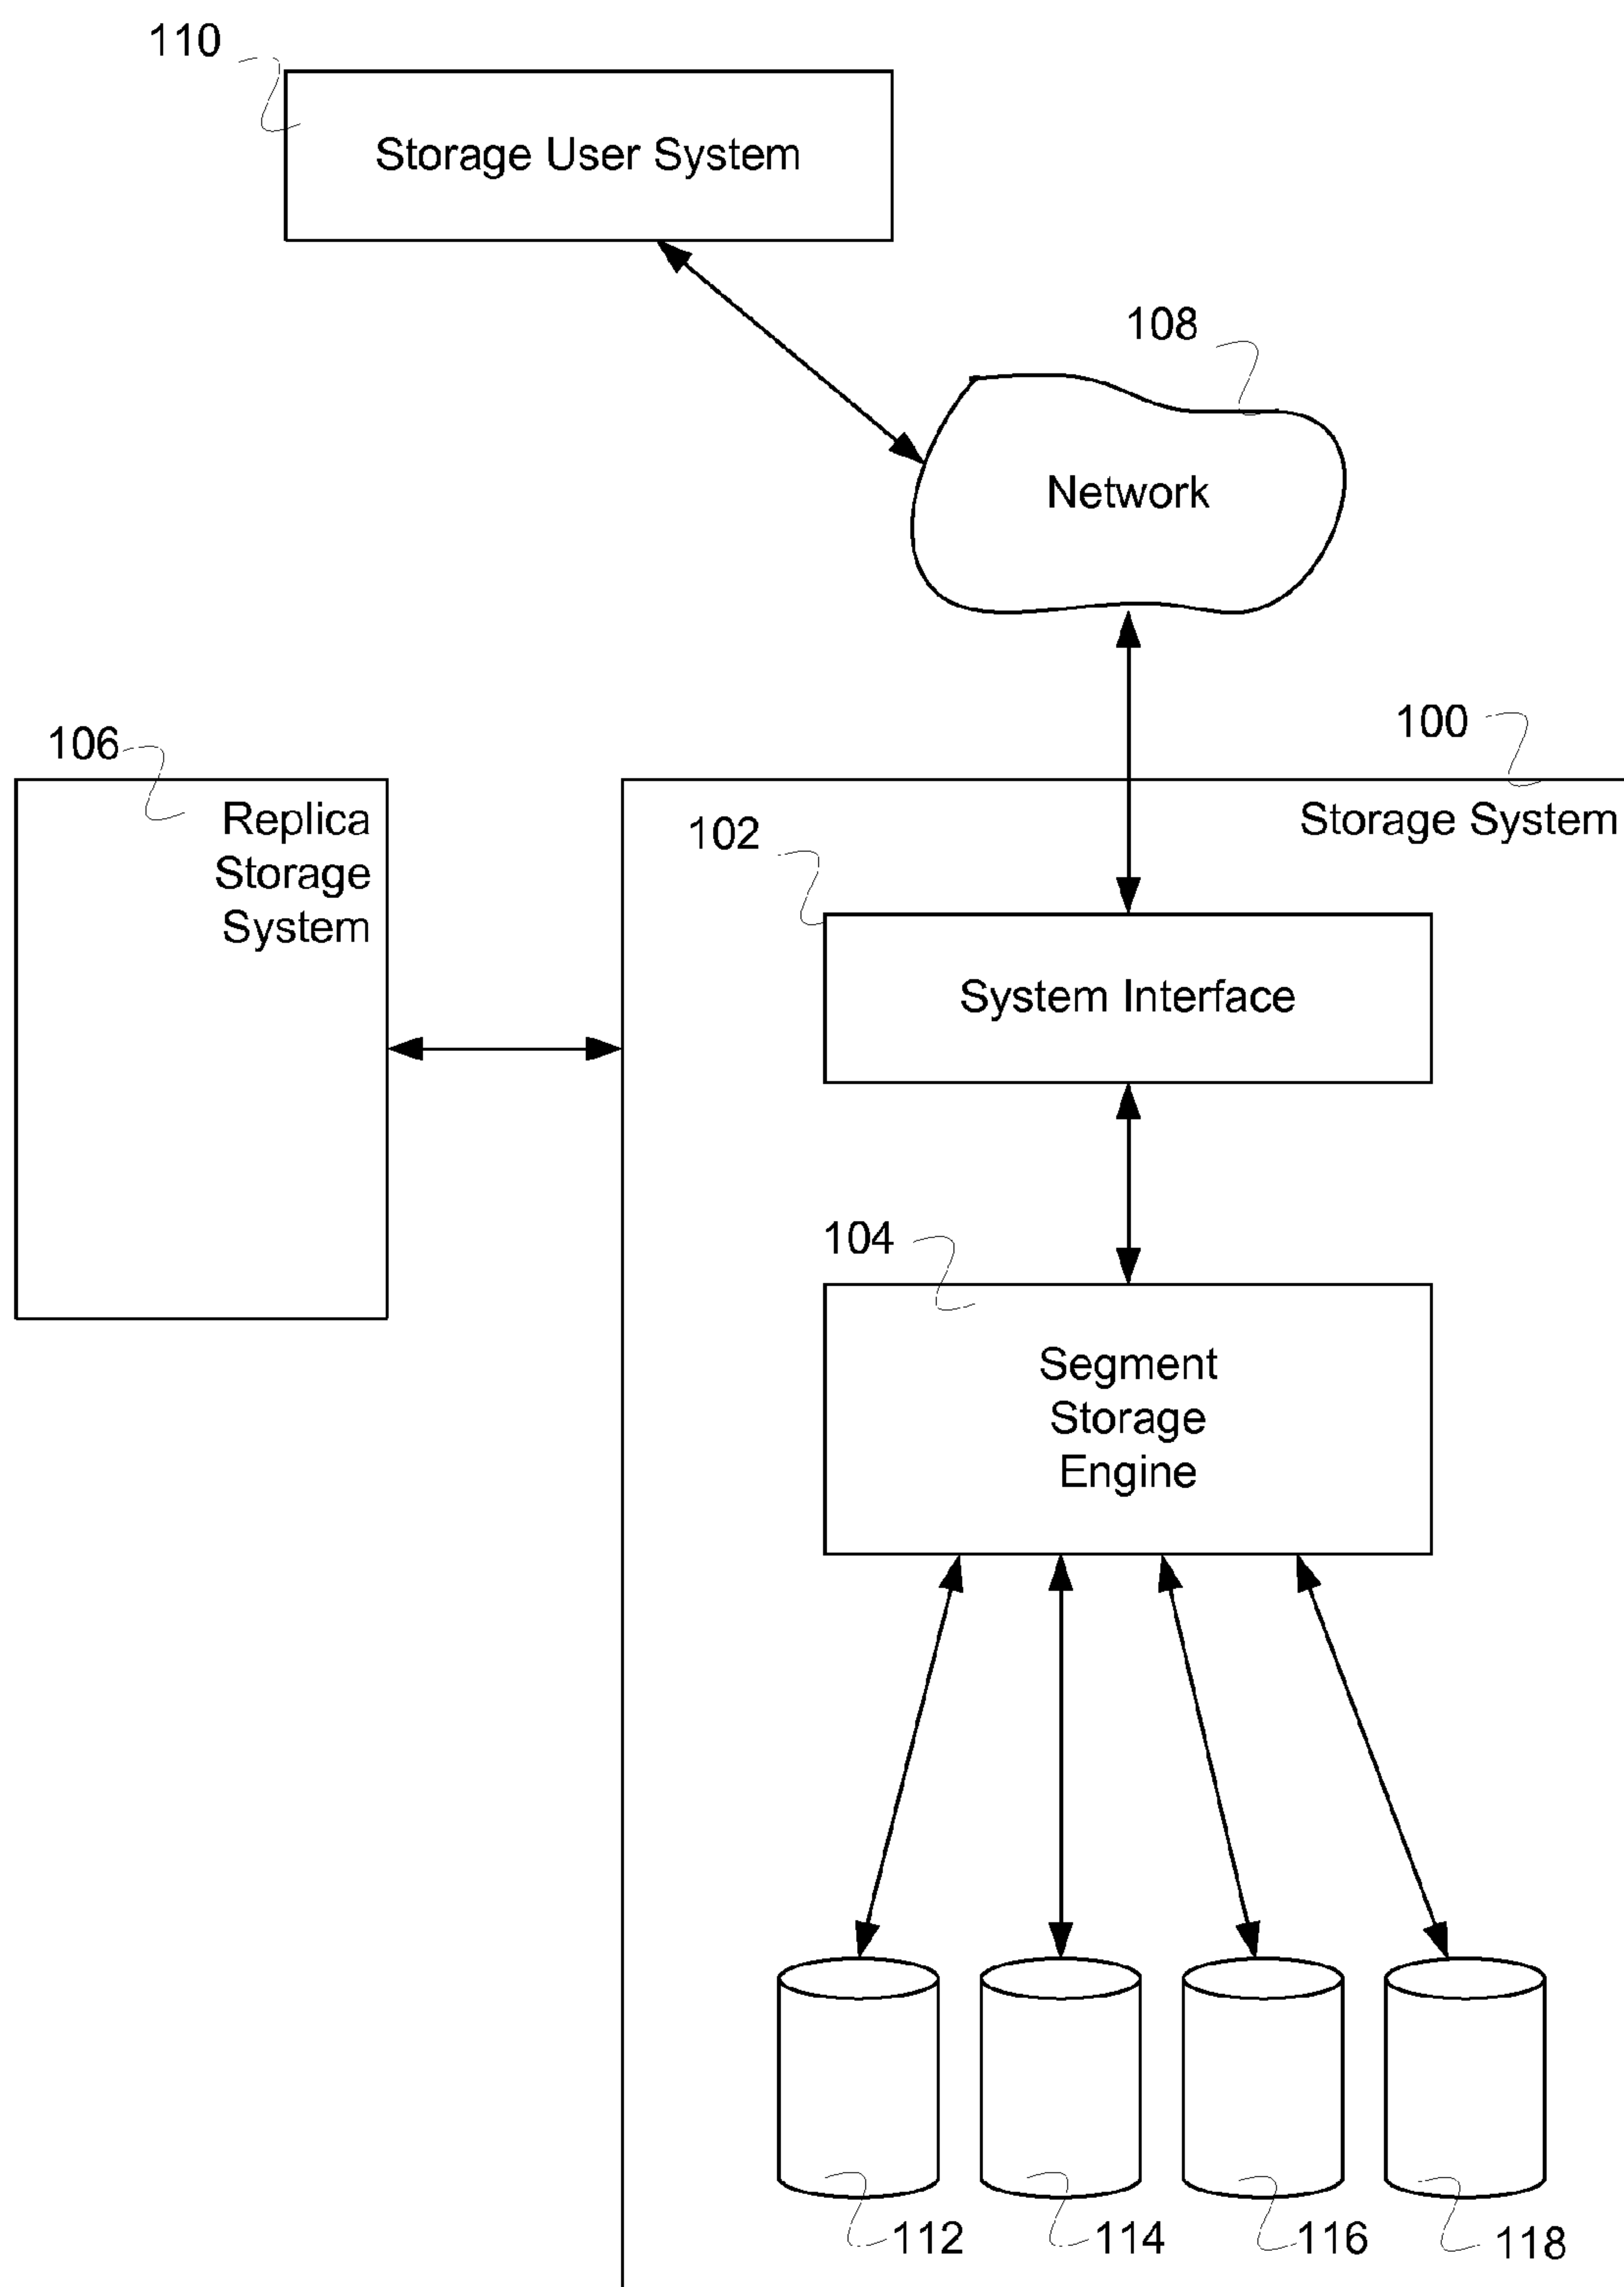 110
Storage User System
108
Network
100
106
Replica
Storage
System
Storage System
102
System Interface
104
Segment
Storage
Engine
112
114
116
118